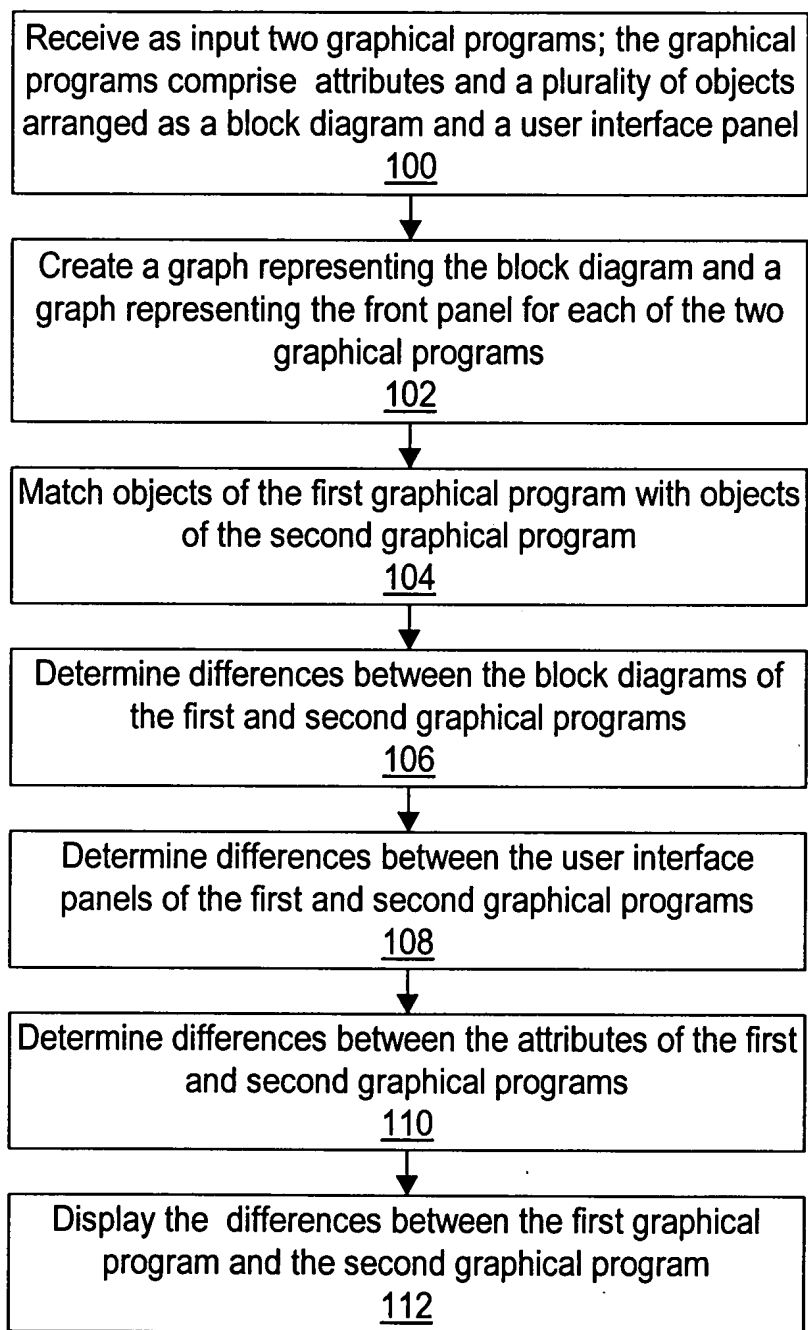 Receive as input two graphical programs; the graphical
programs comprise attributes and a plurality of objects
arranged as a block diagram and a user interface panel
100
Create a graph representing the block diagram and a
graph representing the front panel for each of the two
graphical programs
102
Match objects of the first graphical program with objects
of the second graphical program
104
Determine differences between the block diagrams of
the first and second graphical programs
106
Determine differences between the user interface
panels of the first and second graphical programs
108
Determine differences between the attributes of the first
and second graphical programs
110
Display the differences between the first graphical
program and the second graphical program
112